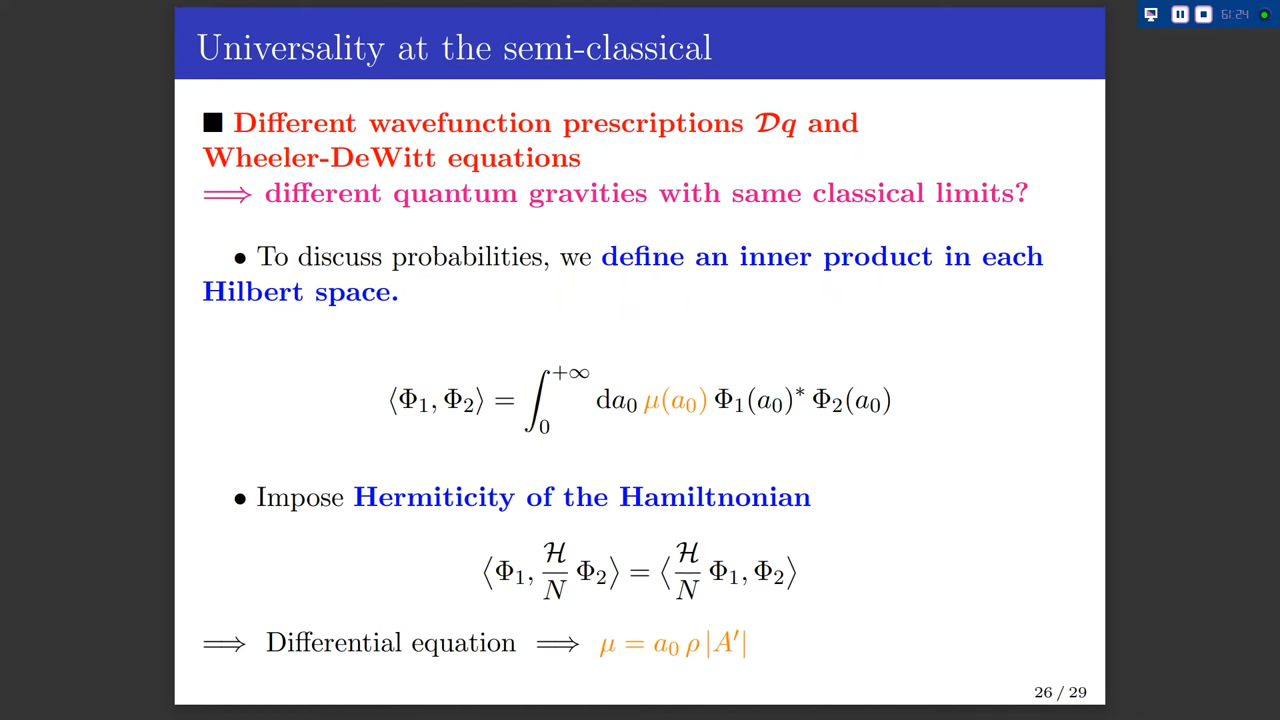 61:24
Universality at the semi-classical
■ Different wavefunction prescriptions 𝒟q and
Wheeler-DeWitt equations
⟹ different quantum gravities with same classical limits?
• To discuss probabilities, we define an inner product in each
Hilbert space.
⟨Φ₁, Φ₂⟩ = ∫₀^{+∞} da₀ μ(a₀) Φ₁(a₀)* Φ₂(a₀)
• Impose Hermiticity of the Hamiltnonian
⟨Φ₁, ℋ/N Φ₂⟩ = ⟨ℋ/N Φ₁, Φ₂⟩
⟹ Differential equation ⟹ μ = a₀ ρ |A′|
26 / 29